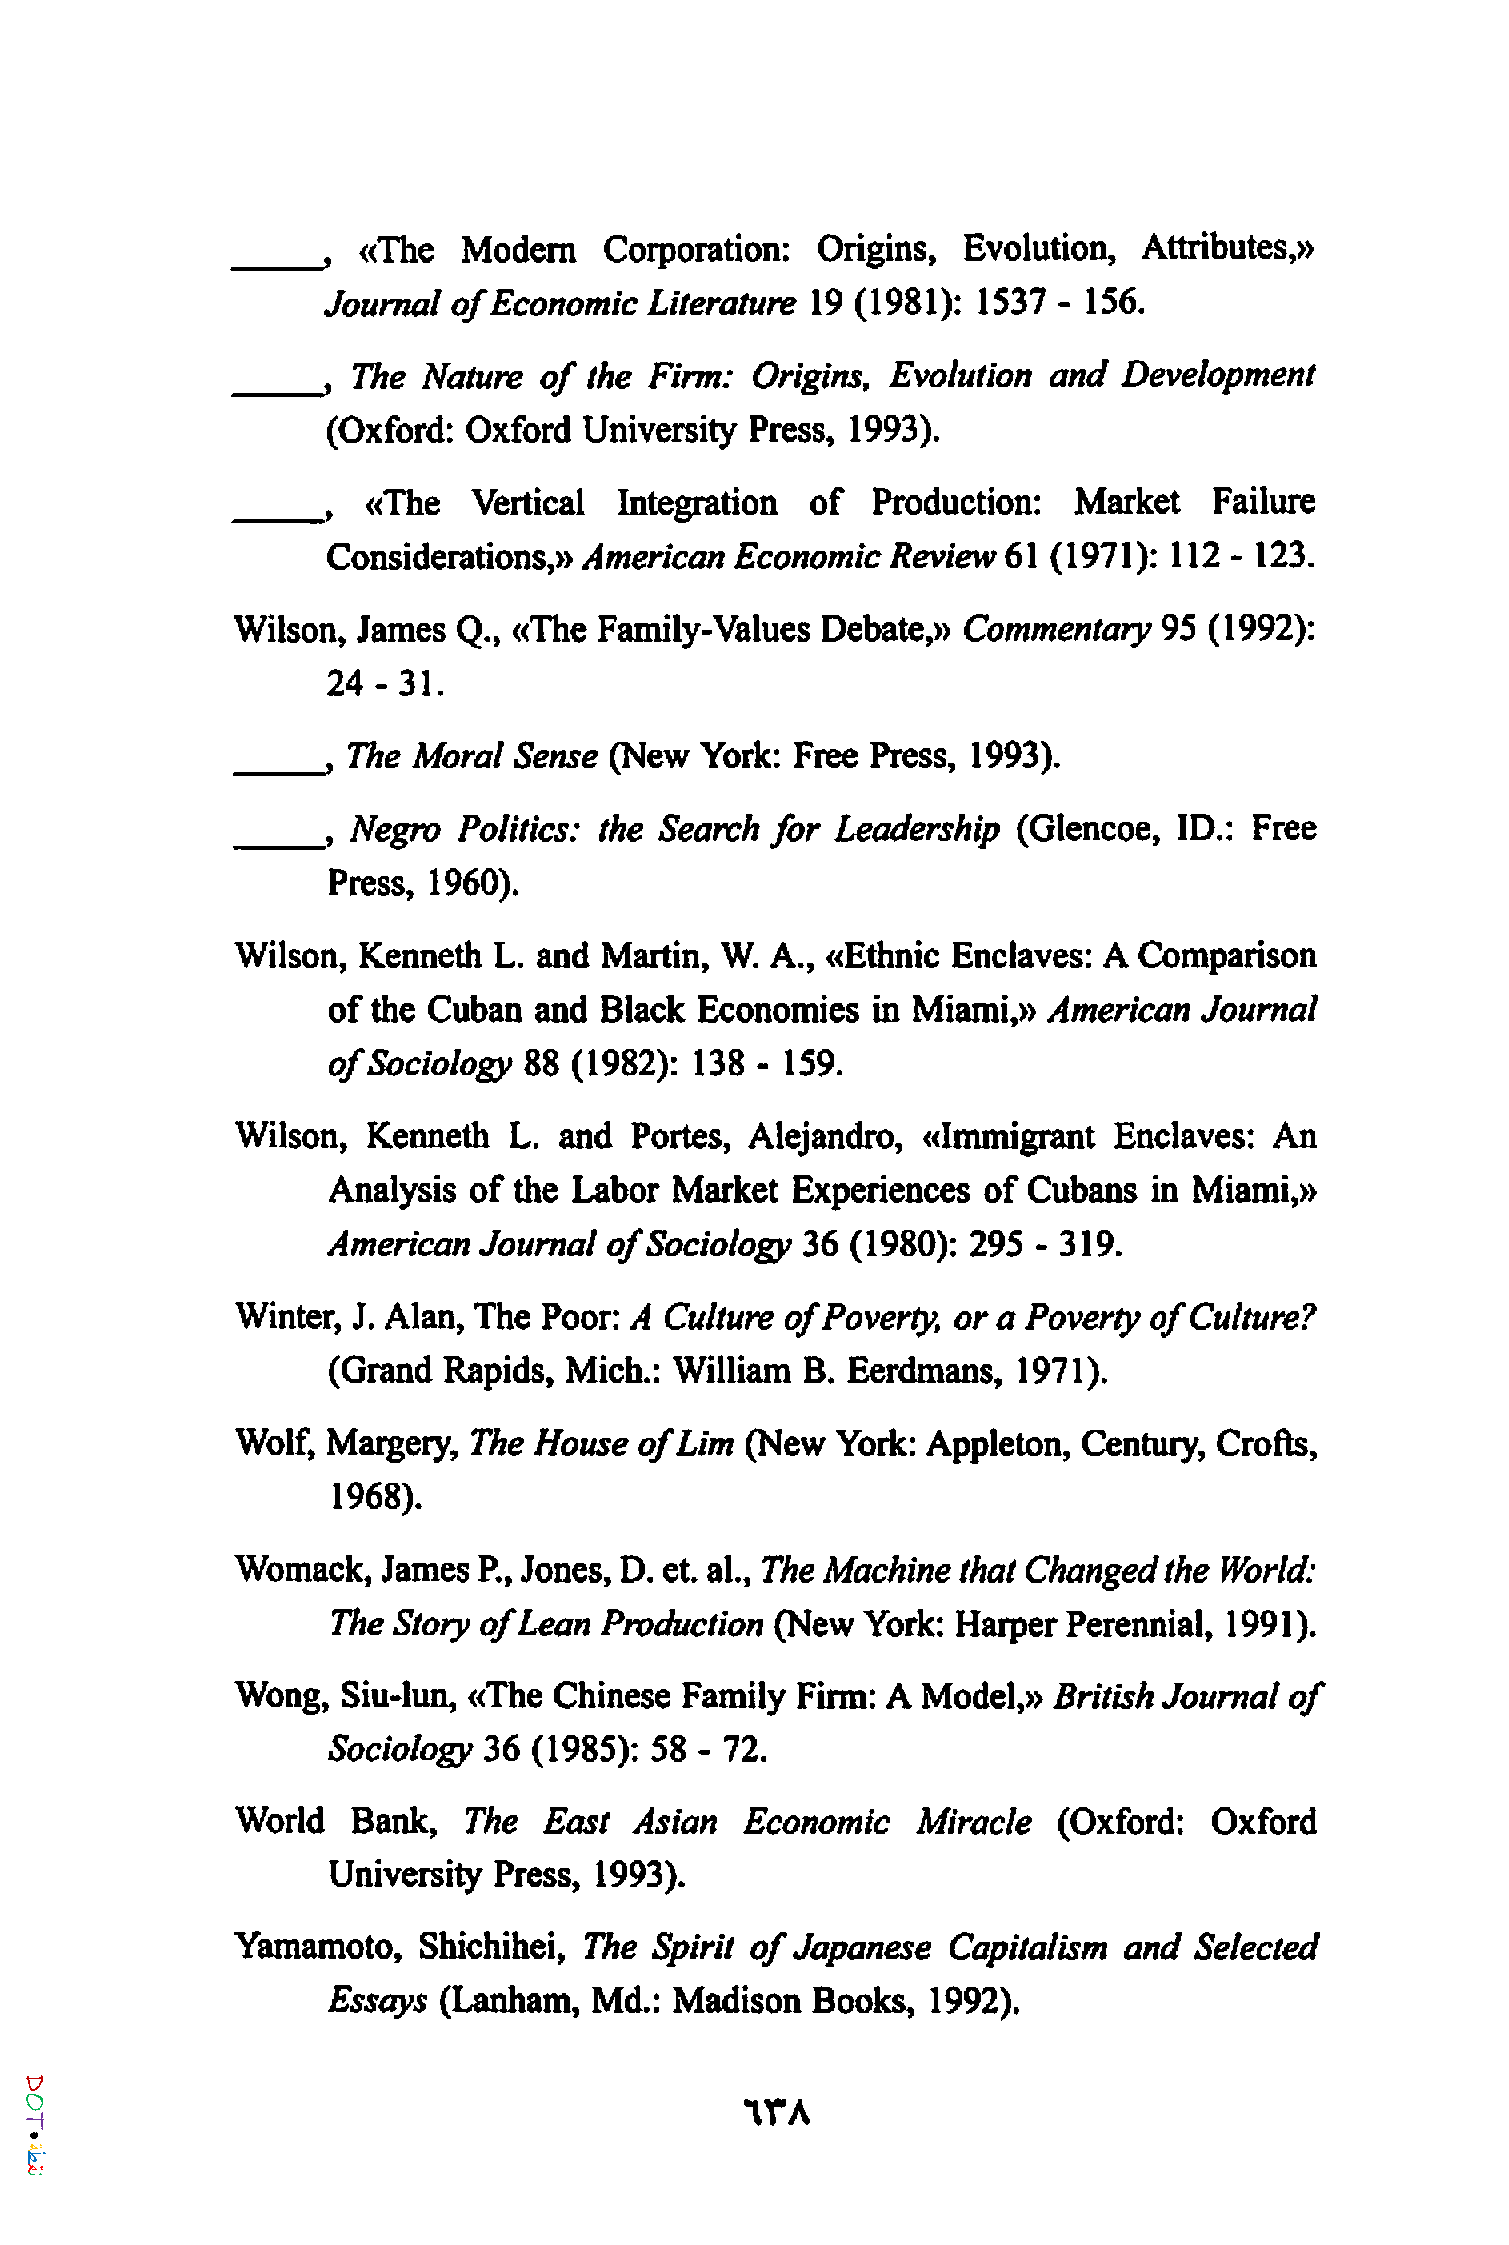 _____, «The Modern Corporation: Origins, Evolution, Attributes,»
Journal of Economic Literature 19 (1981): 1537 - 156.
_____, The Nature of the Firm: Origins, Evolution and Development
(Oxford: Oxford University Press, 1993).
_____, «The Vertical Integration of Production: Market Failure
Considerations,» American Economic Review 61 (1971): 112 - 123.
Wilson, James Q., «The Family-Values Debate,» Commentary 95 (1992):
24 - 31.
_____, The Moral Sense (New York: Free Press, 1993).
_____, Negro Politics: the Search for Leadership (Glencoe, ID.: Free
Press, 1960).
Wilson, Kenneth L. and Martin, W. A., «Ethnic Enclaves: A Comparison
of the Cuban and Black Economies in Miami,» American Journal
of Sociology 88 (1982): 138 - 159.
Wilson, Kenneth L. and Portes, Alejandro, «Immigrant Enclaves: An
Analysis of the Labor Market Experiences of Cubans in Miami,»
American Journal of Sociology 36 (1980): 295 - 319.
Winter, J. Alan, The Poor: A Culture of Poverty, or a Poverty of Culture?
(Grand Rapids, Mich.: William B. Eerdmans, 1971).
Wolf, Margery, The House of Lim (New York: Appleton, Century, Crofts,
1968).
Womack, James P., Jones, D. et. al., The Machine that Changed the World:
The Story of Lean Production (New York: Harper Perennial, 1991).
Wong, Siu-lun, «The Chinese Family Firm: A Model,» British Journal of
Sociology 36 (1985): 58 - 72.
World Bank, The East Asian Economic Miracle (Oxford: Oxford
University Press, 1993).
Yamamoto, Shichihei, The Spirit of Japanese Capitalism and Selected
Essays (Lanham, Md.: Madison Books, 1992).
٦٣٨